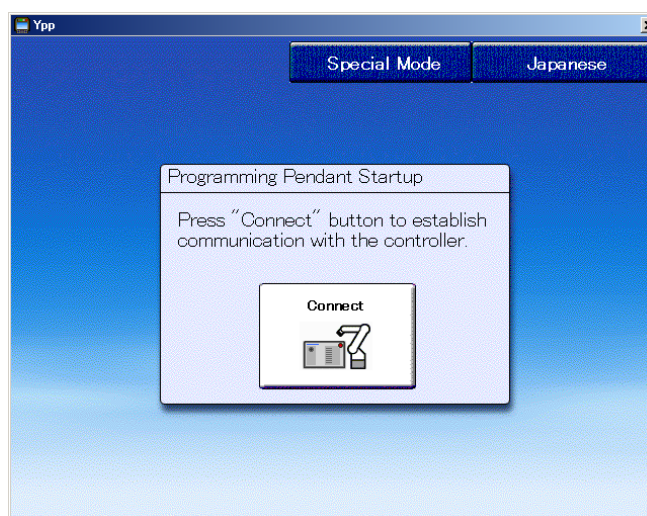 Ypp
Special Mode
Japanese
Programming Pendant Startup
Press "Connect" button to establish
communication with the controller.
Connect